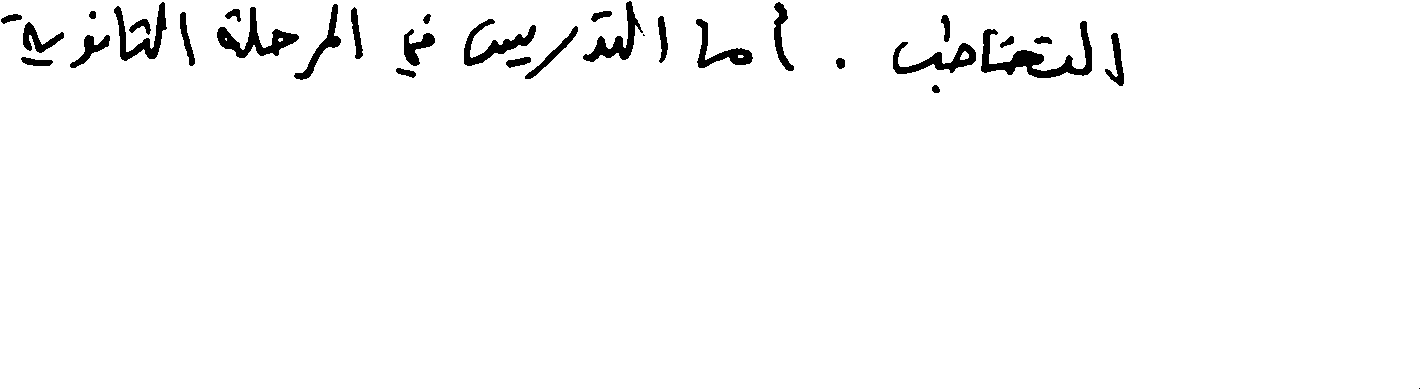 التخاطب . أما التدريس في المرحلة الثانوية